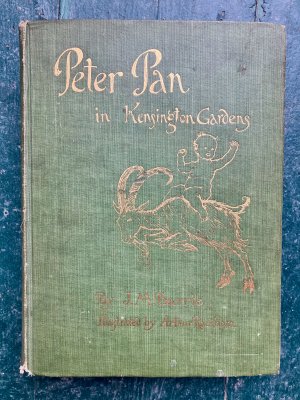 Peter Pan
in Kensington Gardens
By J. M. Barrie
Illustrated by Arthur Rackham